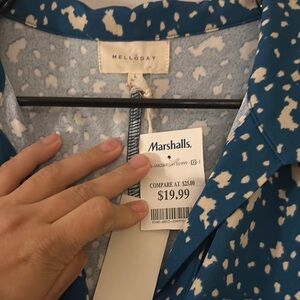 MELLODAY
L
Marshalls.
COMPARE AT $25.00
$19.99